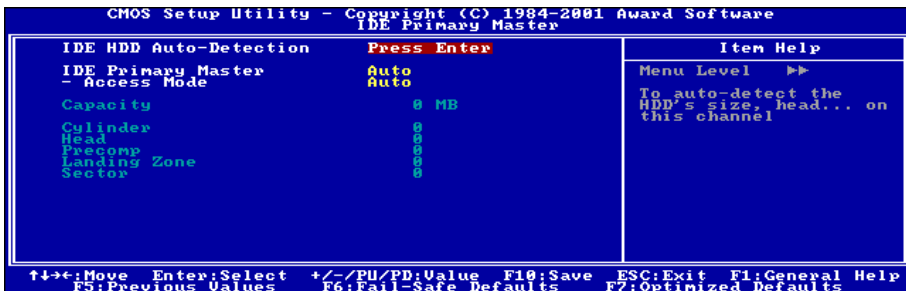 CMOS Setup Utility – Copyright (C) 1984-2001 Award Software
IDE Primary Master
IDE HDD Auto-Detection Press Enter
IDE Primary Master Auto
- Access Mode Auto
Capacity 0 MB
Cylinder 0
Head 0
Precomp 0
Landing Zone 0
Sector 0
Item Help
Menu Level ►►
To auto-detect the
HDD's size, head... on
this channel
↑↓→←:Move Enter:Select +/-/PU/PD:Value F10:Save ESC:Exit F1:General Help
F5:Previous Values F6:Fail-Safe Defaults F7:Optimized Defaults